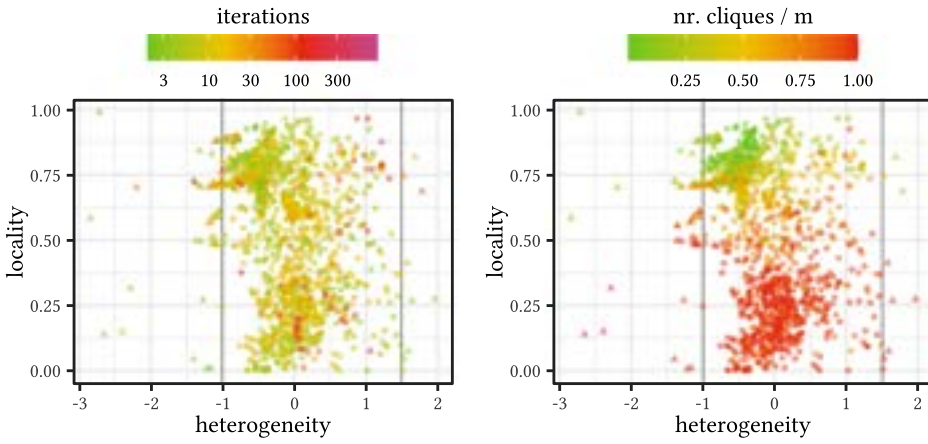 iterations
3 10 30 100 300
1.00
0.75
0.50
0.25
0.00
locality
-3 -2 -1 0 1 2
heterogeneity
nr. cliques / m
0.25 0.50 0.75 1.00
1.00
0.75
0.50
0.25
0.00
locality
-3 -2 -1 0 1 2
heterogeneity